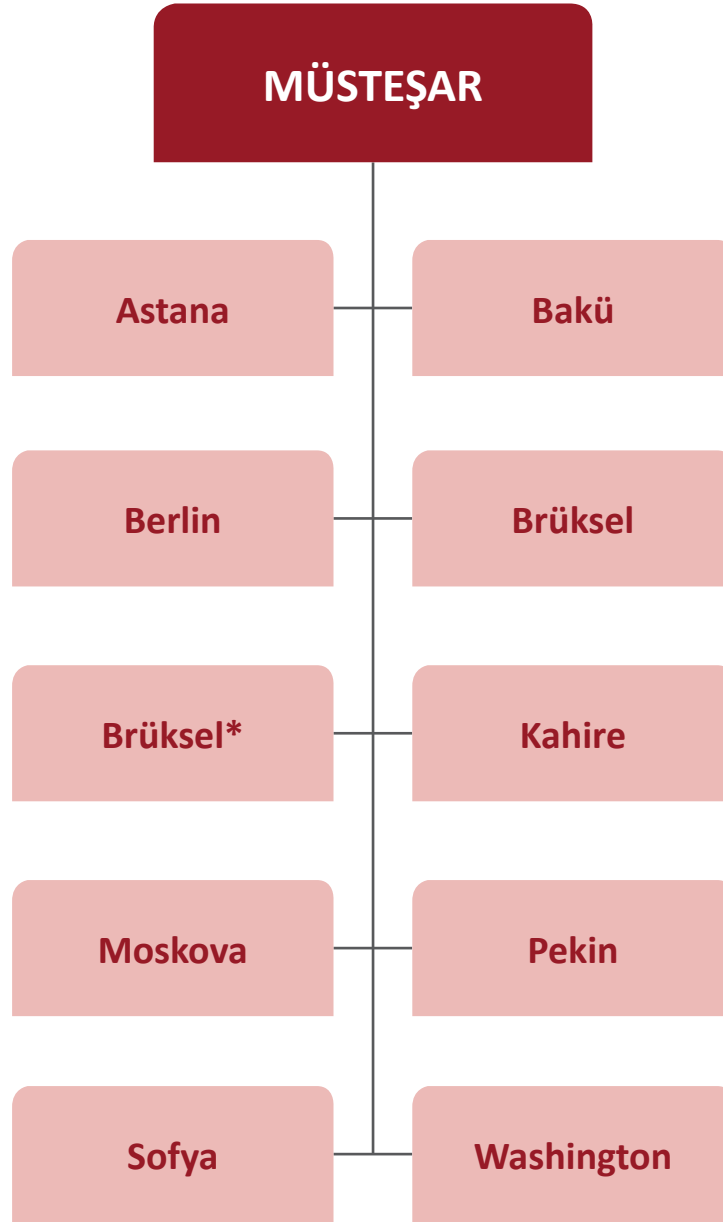 MÜSTEŞAR
Astana
Bakü
Berlin
Brüksel
Brüksel*
Kahire
Moskova
Pekin
Sofya
Washington